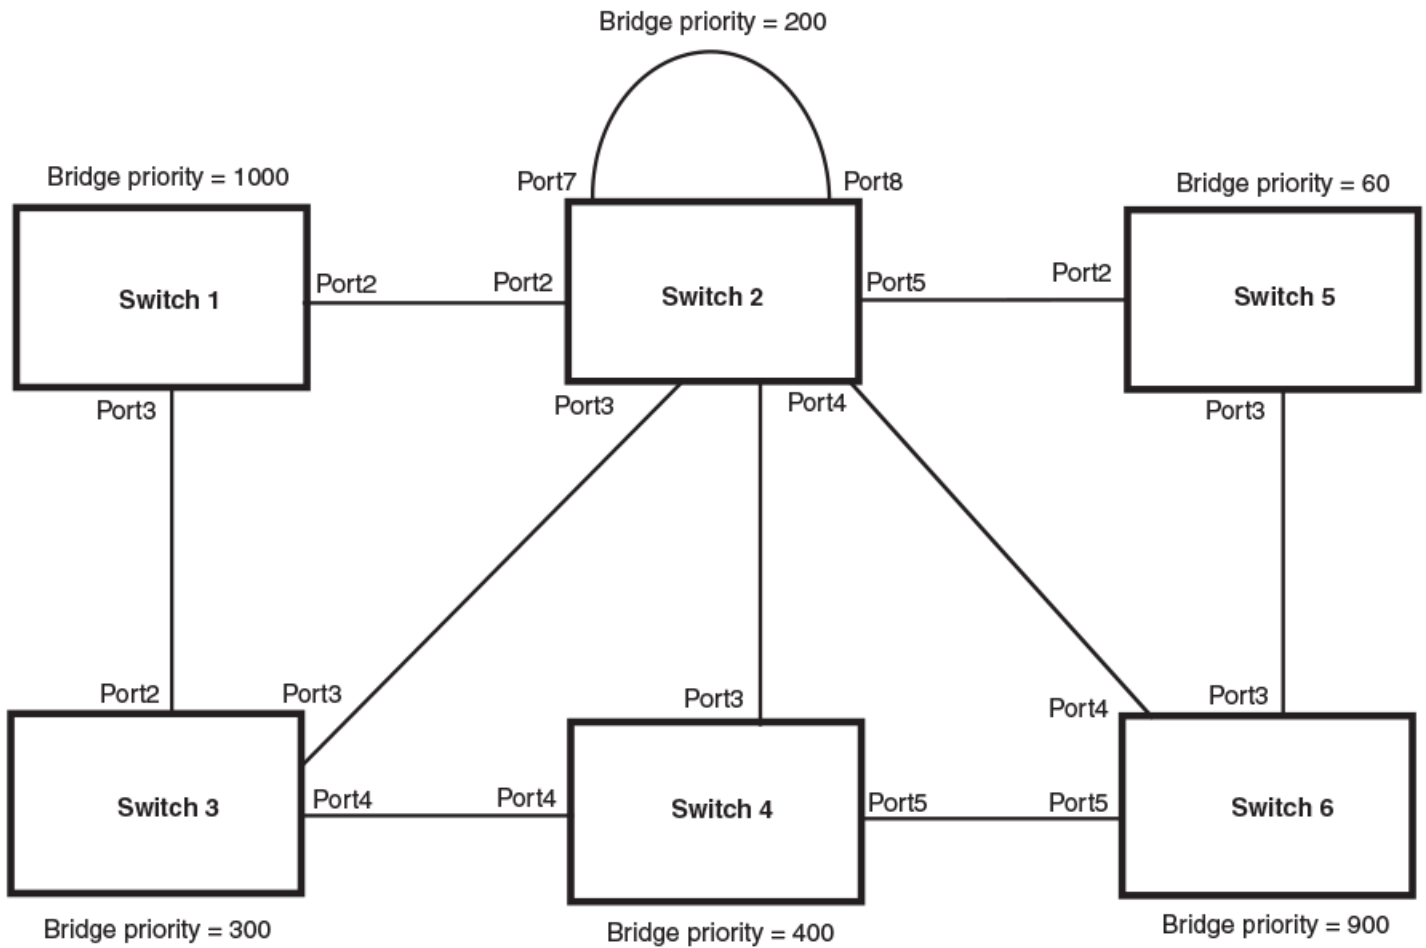 Bridge priority = 200
Bridge priority = 1000
Port7
Port8
Bridge priority = 60
Switch 1
Port2
Port2
Switch 2
Port5
Port2
Switch 5
Port3
Port3
Port4
Port3
Port2
Port3
Port3
Port4
Port3
Switch 3
Port4
Port4
Switch 4
Port5
Port5
Switch 6
Bridge priority = 300
Bridge priority = 400
Bridge priority = 900